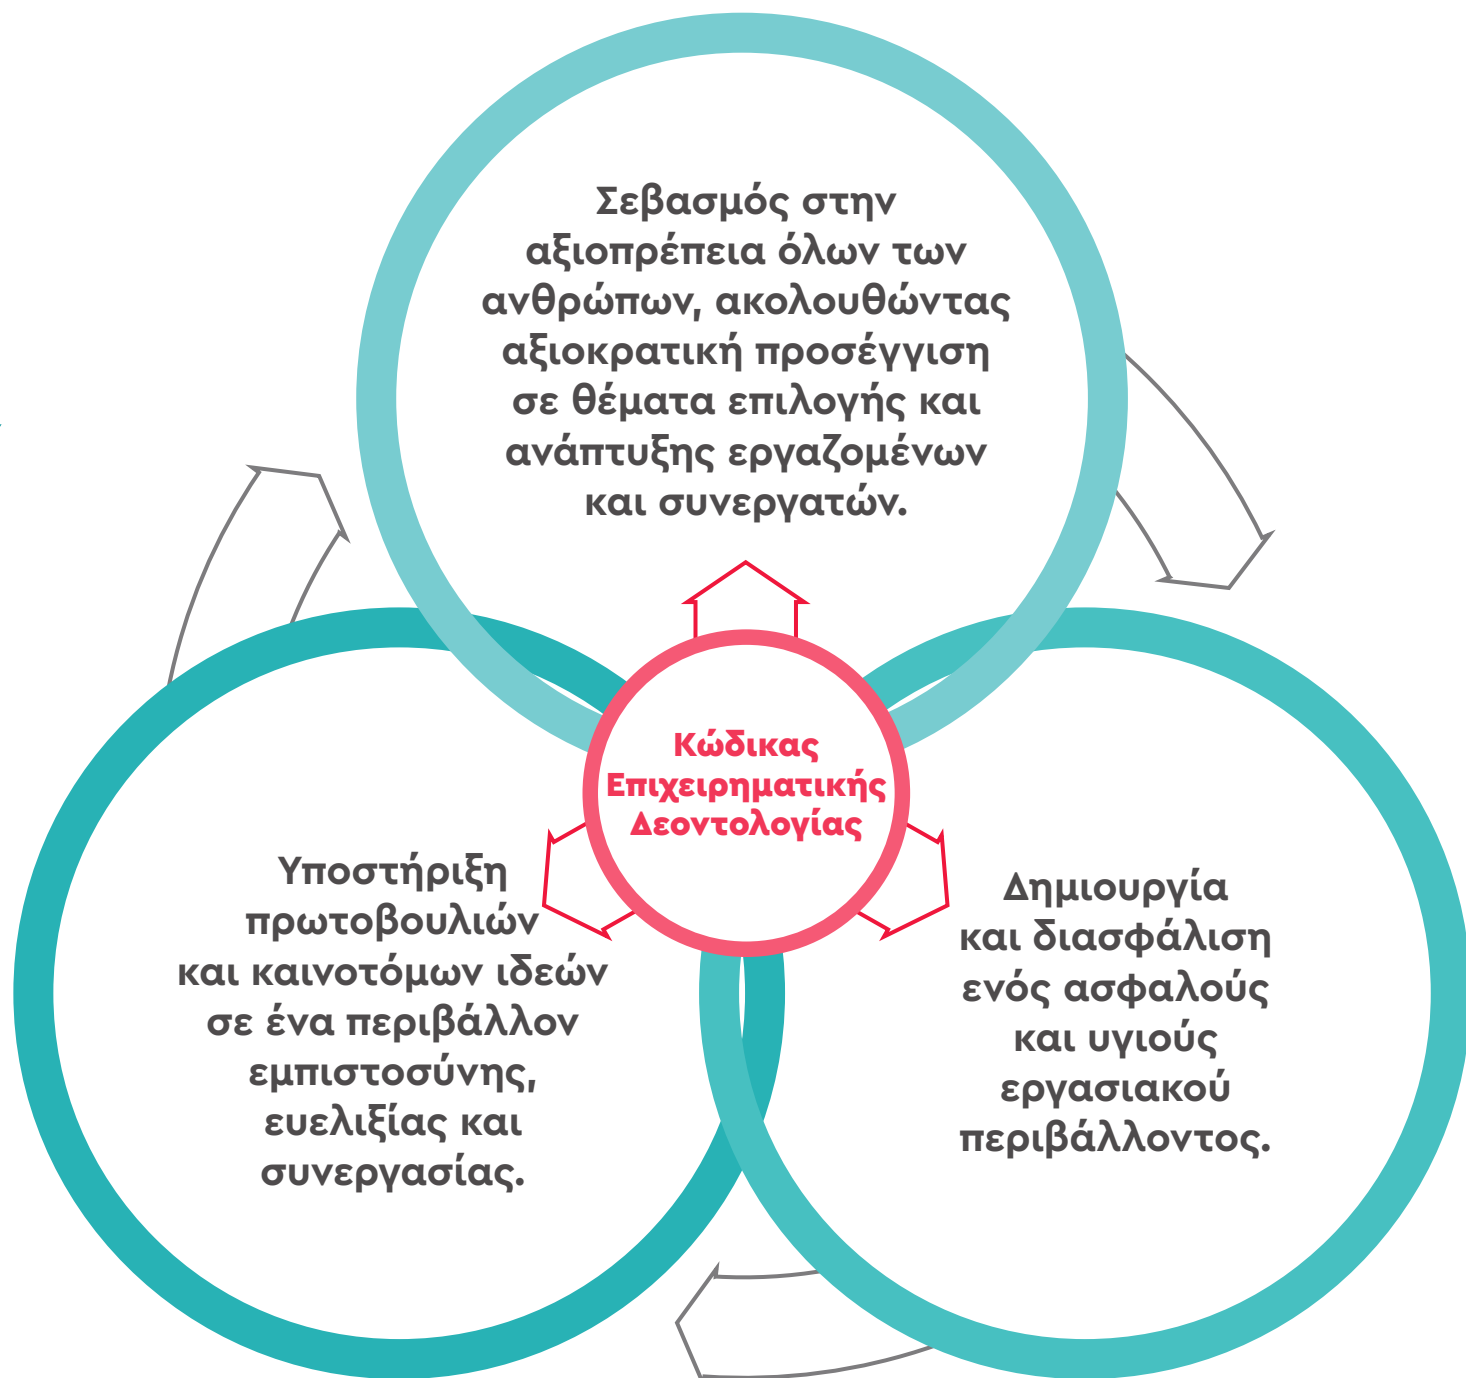 Σεβασμός στην
αξιοπρέπεια όλων των
ανθρώπων, ακολουθώντας
αξιοκρατική προσέγγιση
σε θέματα επιλογής και
ανάπτυξης εργαζομένων
και συνεργατών.
Κώδικας
Επιχειρηματικής
Δεοντολογίας
Υποστήριξη
πρωτοβουλιών
και καινοτόμων ιδεών
σε ένα περιβάλλον
εμπιστοσύνης,
ευελιξίας και
συνεργασίας.
Δημιουργία
και διασφάλιση
ενός ασφαλούς
και υγιούς
εργασιακού
περιβάλλοντος.